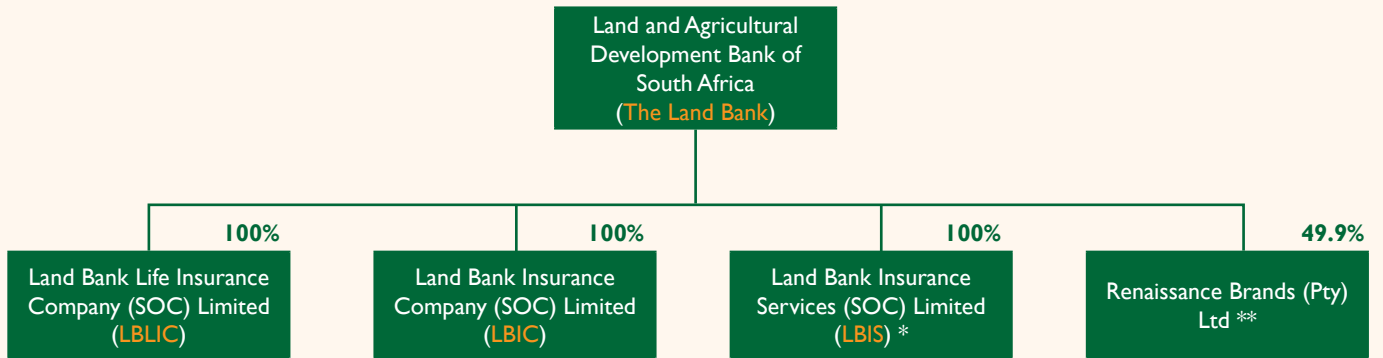 Land and Agricultural
Development Bank of
South Africa
(The Land Bank)
100%
100%
100%
49.9%
Land Bank Life Insurance
Company (SOC) Limited
(LBLIC)
Land Bank Insurance
Company (SOC) Limited
(LBIC)
Land Bank Insurance
Services (SOC) Limited
(LBIS) *
Renaissance Brands (Pty)
Ltd **